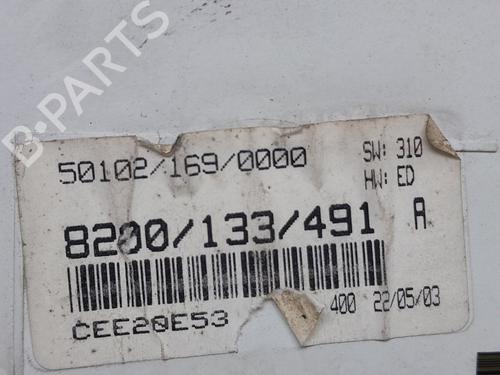 B-PARTS
50102/169/0000
SW: 310
HW: ED
8200/133/491 A
400 22/05/03
CEE20E53